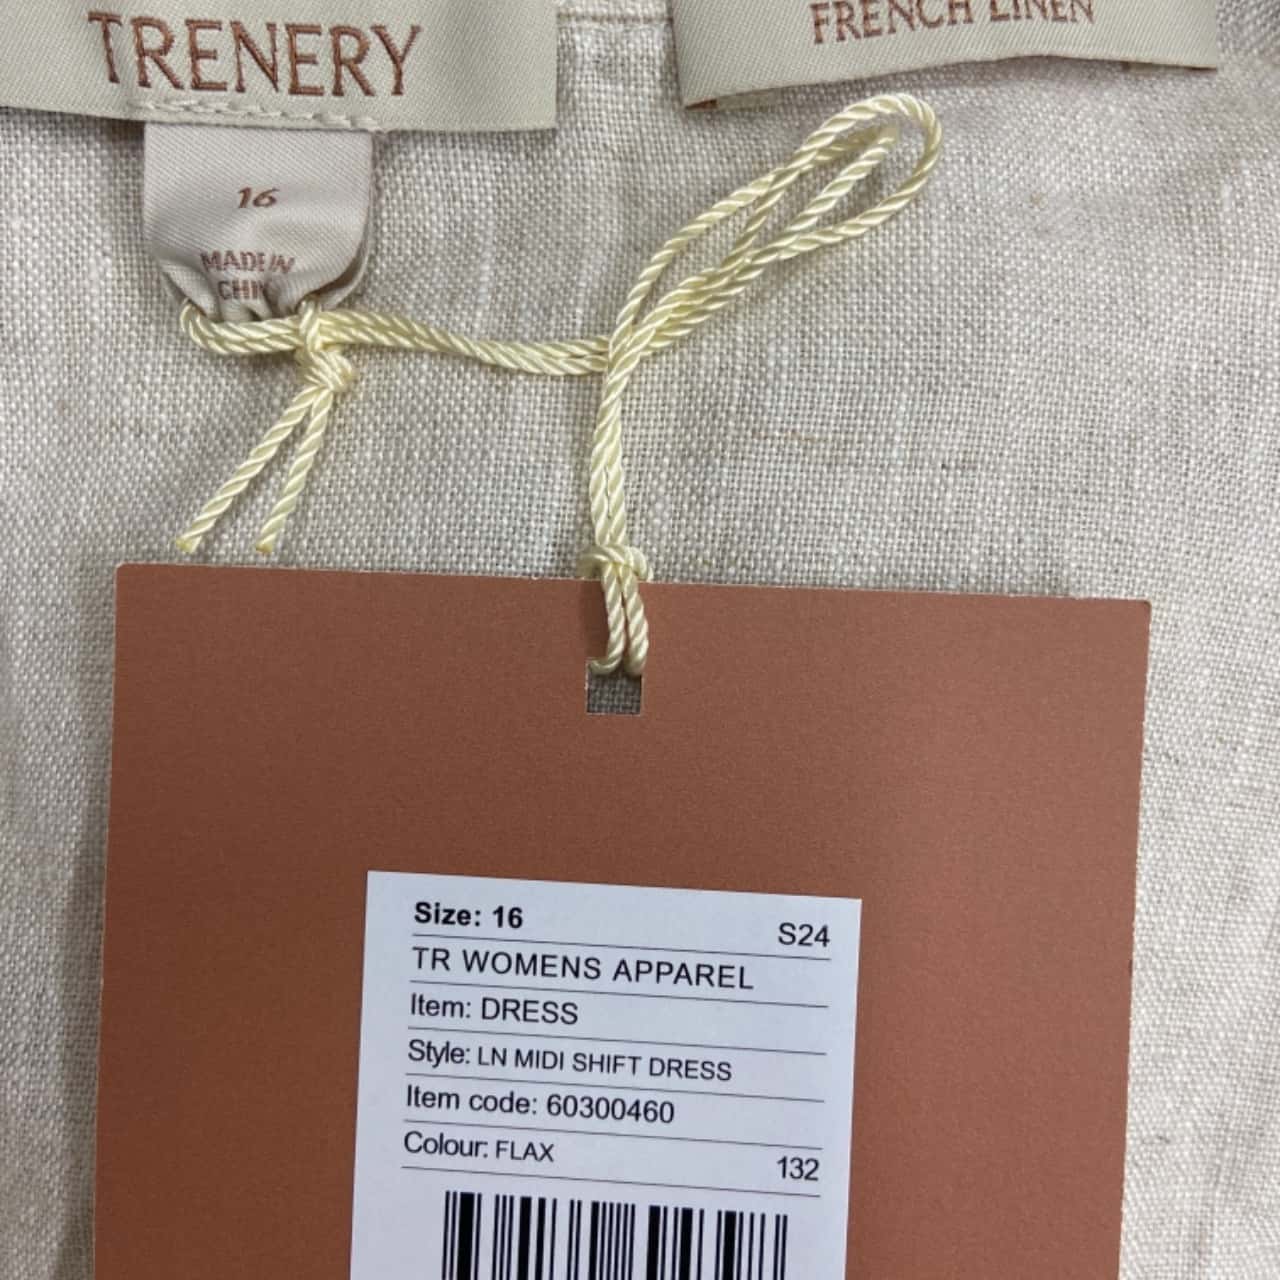 TRENERY
FRENCH LINEN
16
MADE IN
CHIN
Size: 16
S24
TR WOMENS APPAREL
Item: DRESS
Style: LN MIDI SHIFT DRESS
Item code: 60300460
Colour: FLAX
132